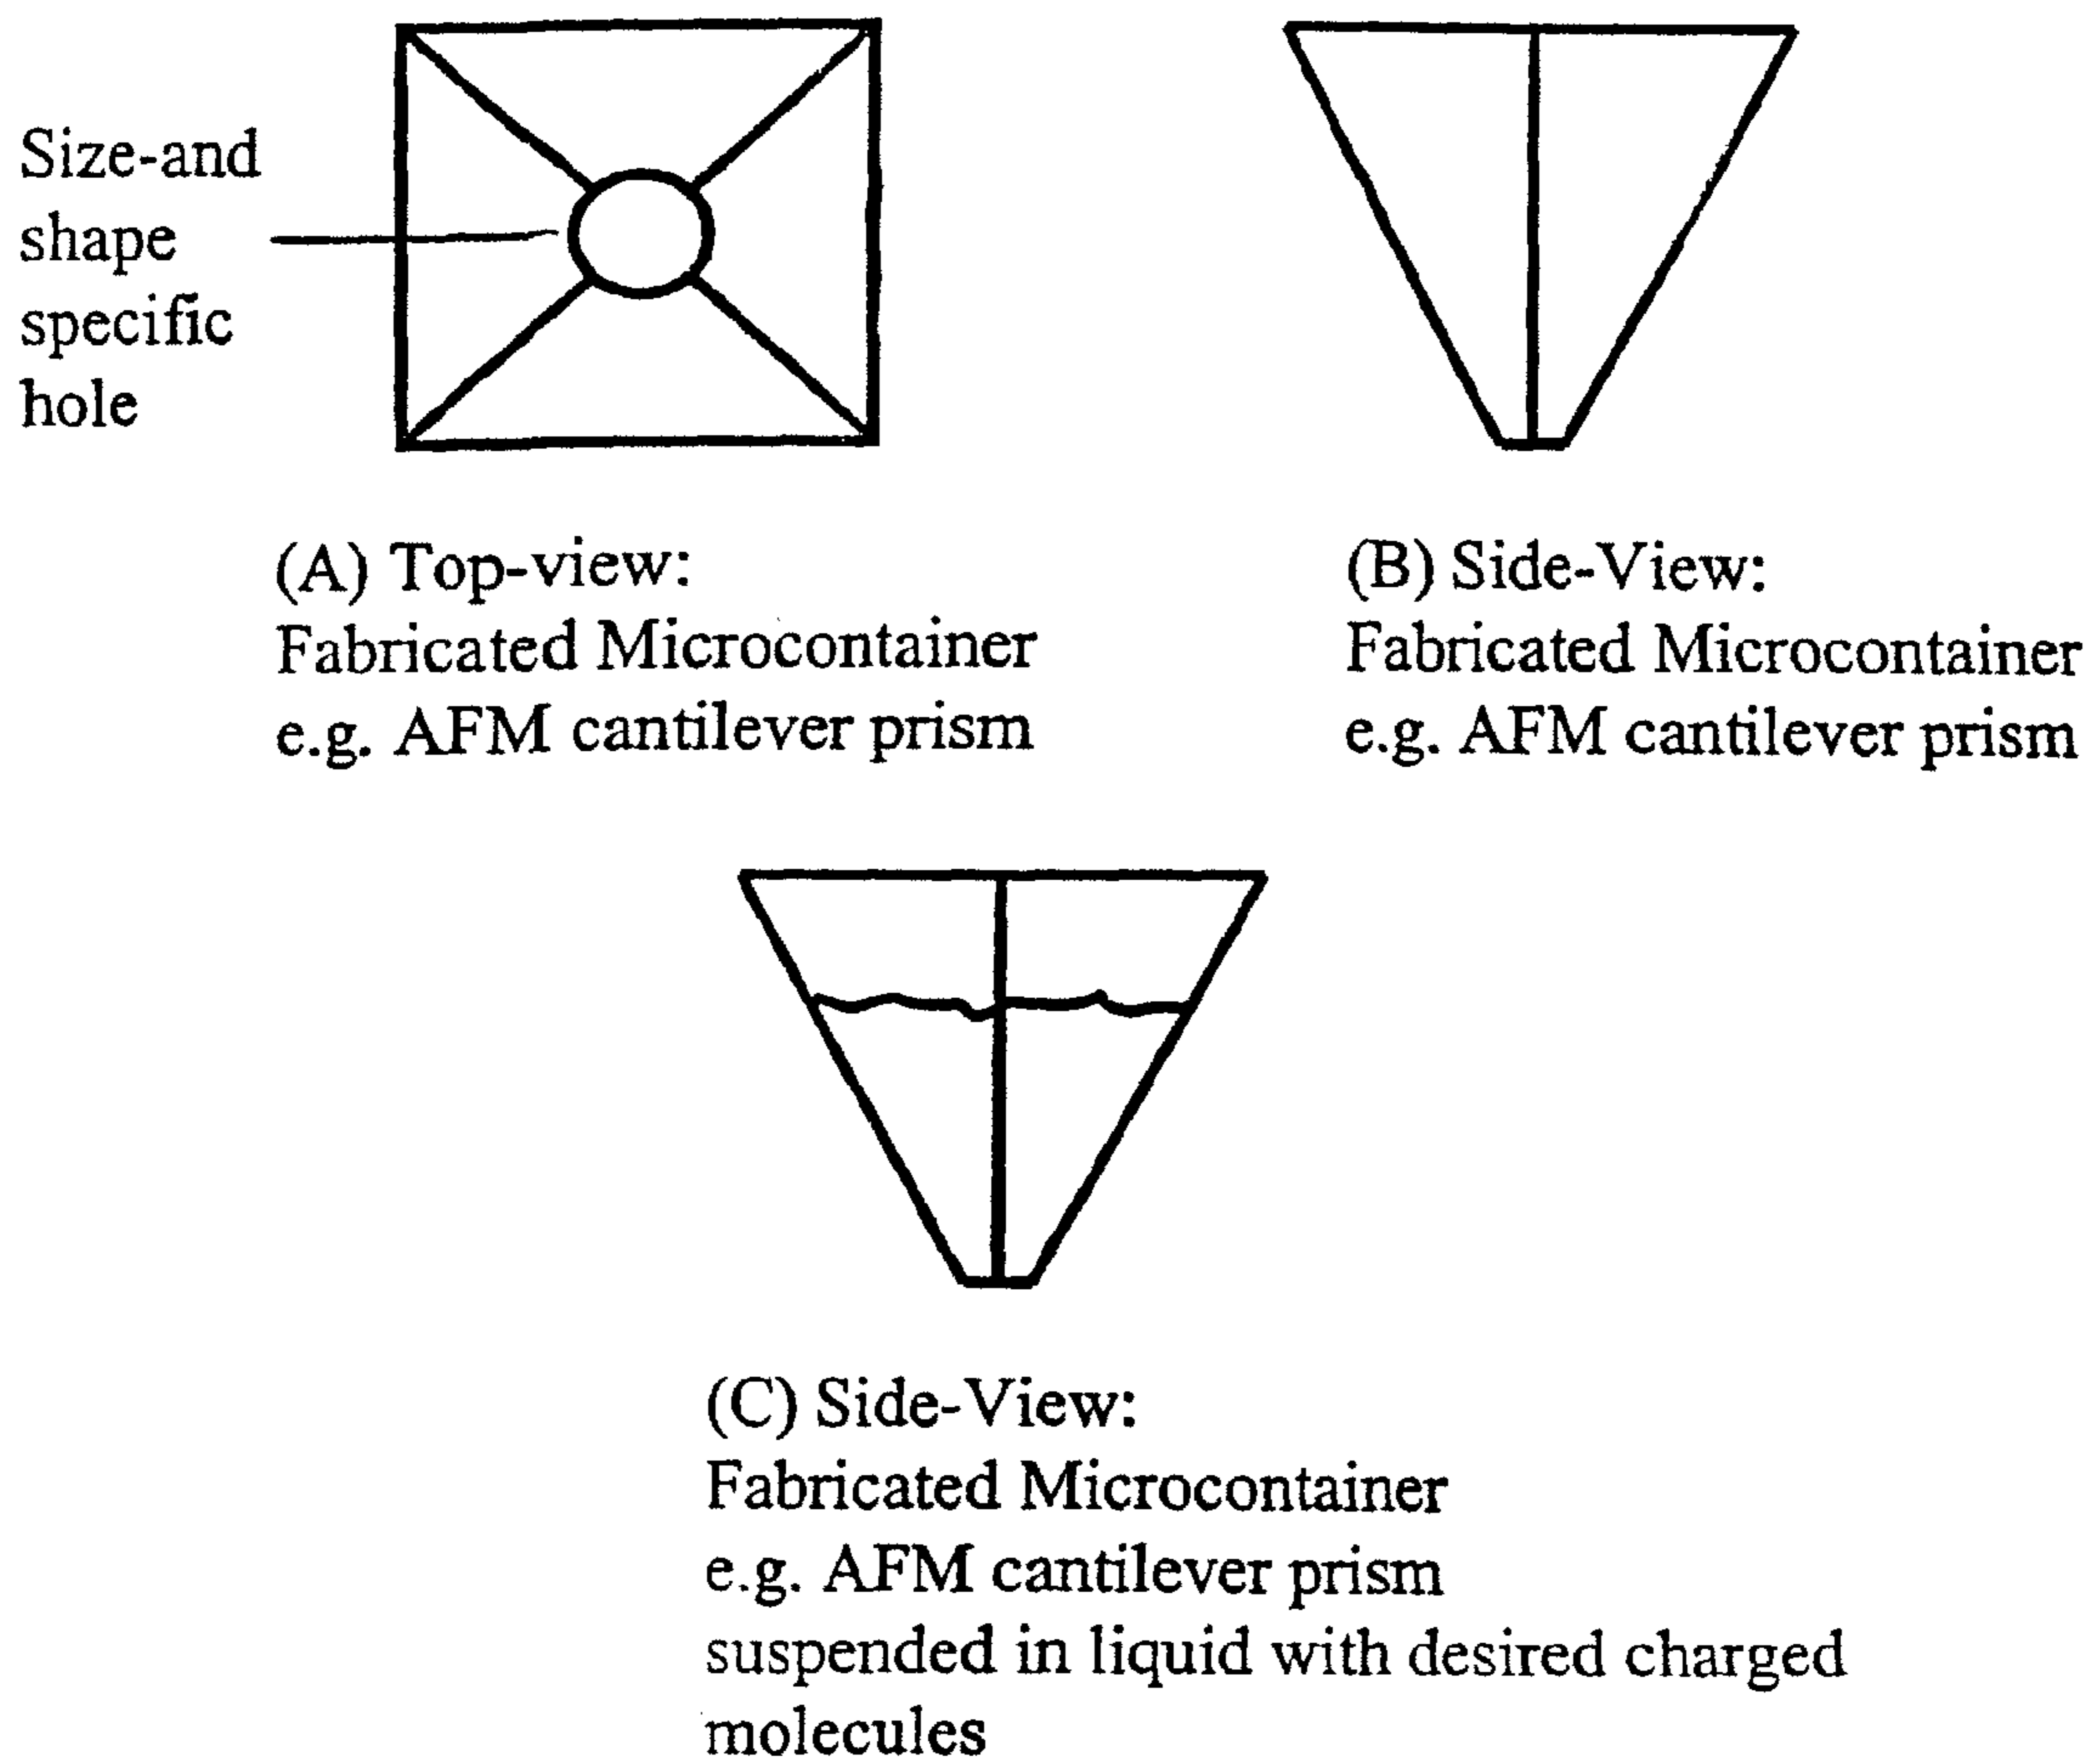 Size-and
shape
specific
hole
(A) Top-view:
Fabricated Microcontainer
e.g. AFM cantilever prism
(B) Side-View:
Fabricated Microcontainer
e.g. AFM cantilever prism
(C) Side-View:
Fabricated Microcontainer
e.g. AFM cantilever prism
suspended in liquid with desired charged
molecules